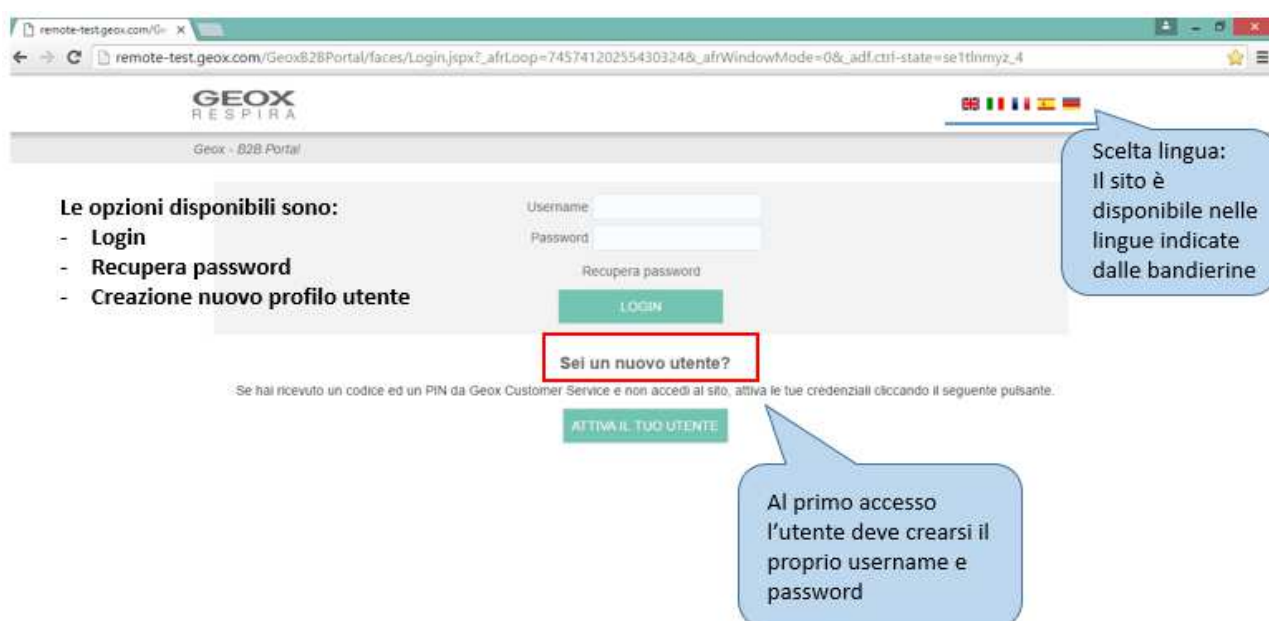 remote-test.geox.com/G
remote-test.geox.com/GeoxB2BPortal/faces/Login.jspx?_afrLoop=745741202554303248&_afrWindowMode=0&_adf.ctrl-state=se1tlnmyz_4
GEOX
RESPIRA
Geox - B2B Portal
Scelta lingua:
Il sito è
disponibile nelle
lingue indicate
dalle bandierine
Le opzioni disponibili sono:
- Login
- Recupera password
- Creazione nuovo profilo utente
Username
Password
Recupera password
LOGIN
Sei un nuovo utente?
Se hai ricevuto un codice ed un PIN da Geox Customer Service e non accedi al sito, attiva le tue credenziali cliccando il seguente pulsante.
ATTIVA IL TUO UTENTE
Al primo accesso
l'utente deve crearsi il
proprio username e
password